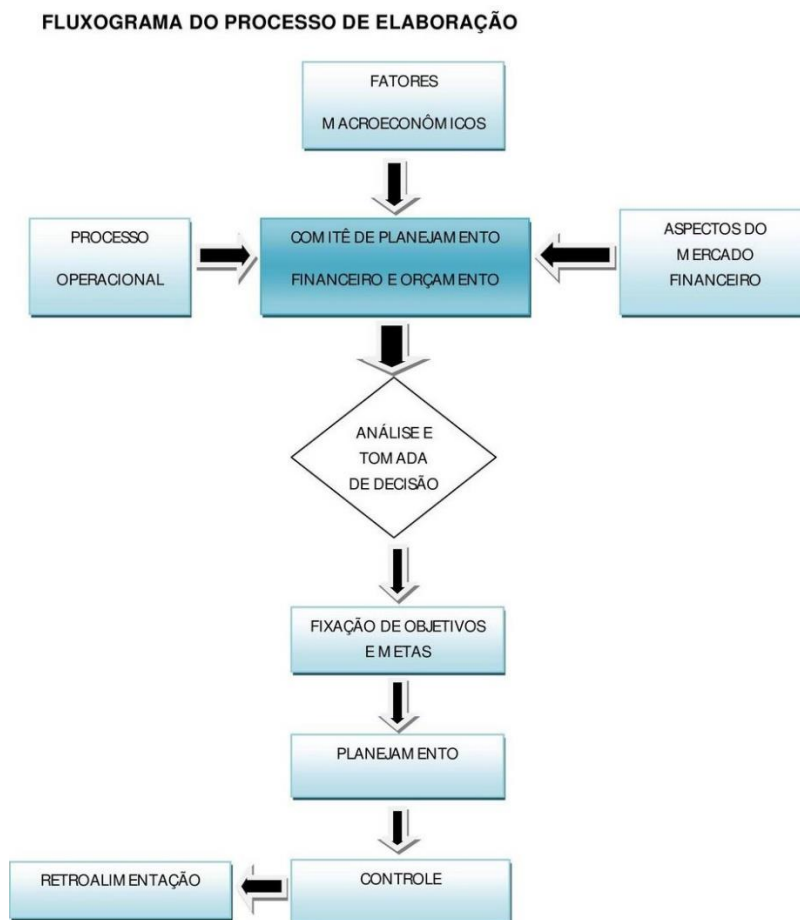 FLUXOGRAMA DO PROCESSO DE ELABORAÇÃO
FATORES
MACROECONÔMICOS
PROCESSO
OPERACIONAL
COMITÊ DE PLANEJAMENTO
FINANCEIRO E ORÇAMENTO
ASPECTOS DO
MERCADO
FINANCEIRO
ANÁLISE E
TOMADA
DE DECISÃO
FIXAÇÃO DE OBJETIVOS
E METAS
PLANEJAMENTO
RETROALIMENTAÇÃO
CONTROLE